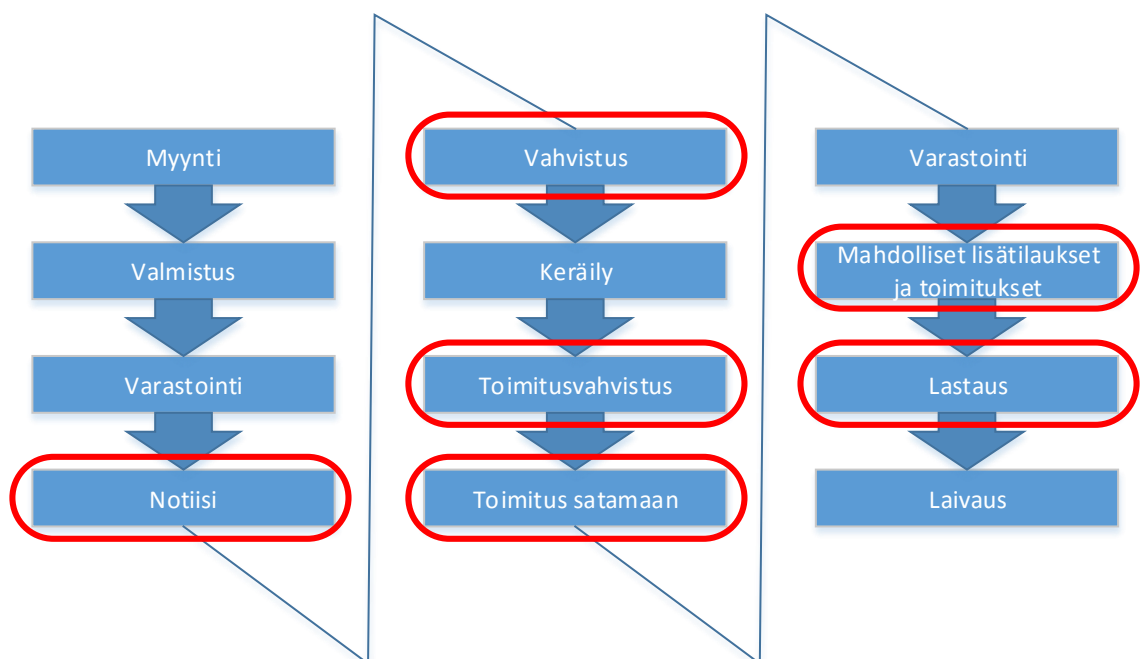 Myynti
Valmistus
Varastointi
Notiisi
Vahvistus
Keräily
Toimitusvahvistus
Toimitus satamaan
Varastointi
Mahdolliset lisätilaukset
ja toimitukset
Lastaus
Laivaus